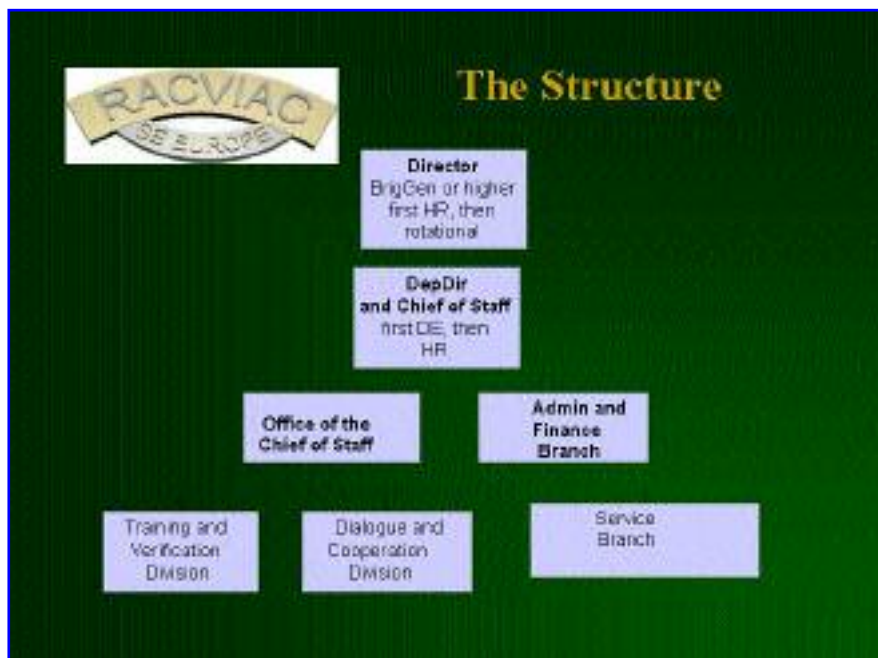 RACVIAC
SE EUROPE
The Structure
Director
BrigGen or higher
first HR, then
rotational
DepDir
and Chief of Staff
first DE, then
HR
Office of the
Chief of Staff
Admin and
Finance
Branch
Training and
Verification
Division
Dialogue and
Cooperation
Division
Service
Branch